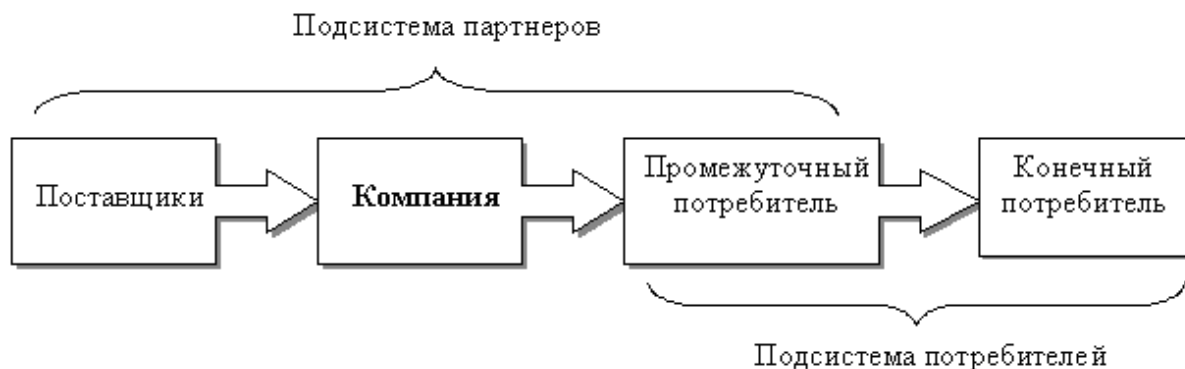 Подсистема партнеров
Поставщики
Компания
Промежуточный
потребитель
Конечный
потребитель
Подсистема потребителей